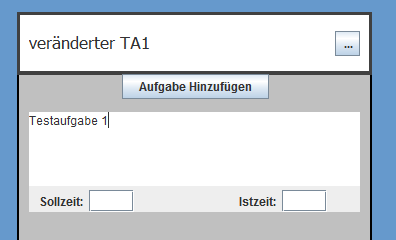 veränderter TA1
...
Aufgabe Hinzufügen
Testaufgabe 1
Sollzeit: Istzeit: